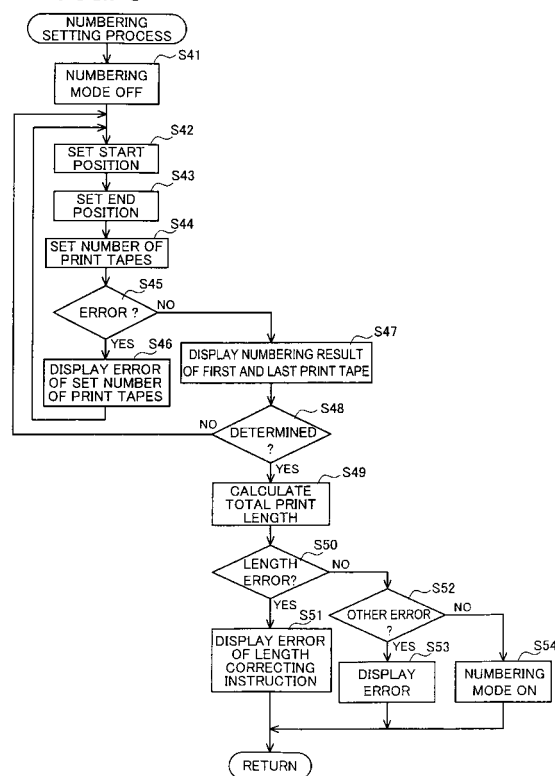 NUMBERING
SETTING PROCESS
S41
NUMBERING
MODE OFF
S42
SET START
POSITION
S43
SET END
POSITION
S44
SET NUMBER OF
PRINT TAPES
S45
ERROR ?
NO
YES
S46
DISPLAY ERROR
OF SET NUMBER
OF PRINT TAPES
S47
DISPLAY NUMBERING RESULT
OF FIRST AND LAST PRINT TAPE
S48
NO
DETERMINED
?
YES
S49
CALCULATE
TOTAL PRINT
LENGTH
S50
LENGTH
ERROR?
NO
YES
S51
DISPLAY ERROR
OF LENGTH
CORRECTING
INSTRUCTION
S52
OTHER ERROR
?
NO
YES
S53
DISPLAY
ERROR
S54
NUMBERING
MODE ON
RETURN